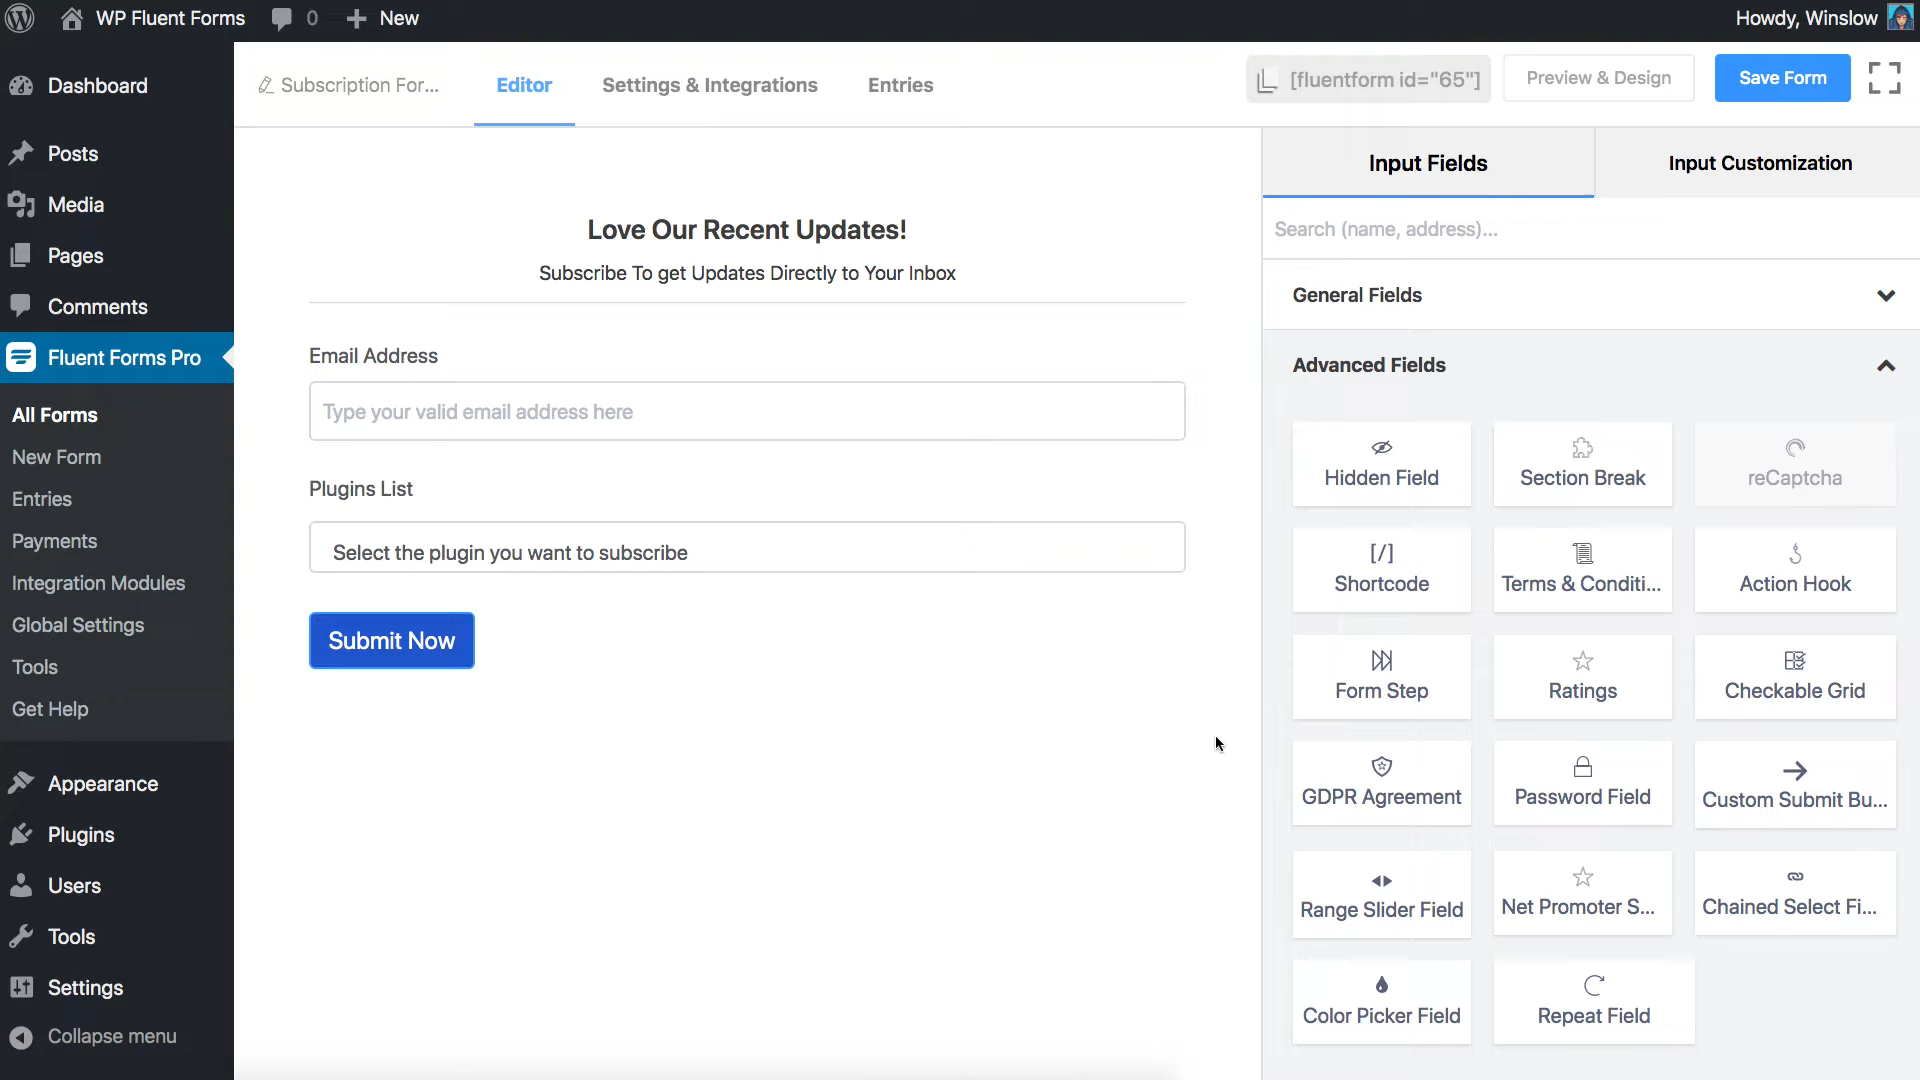 WP Fluent Forms
0
New
Howdy, Winslow
Dashboard
Posts
Media
Pages
Comments
Fluent Forms Pro
All Forms
New Form
Entries
Payments
Integration Modules
Global Settings
Tools
Get Help
Appearance
Plugins
Users
Tools
Settings
Collapse menu
Subscription For...
Editor
Settings & Integrations
Entries
[fluentform id="65"]
Preview & Design
Save Form
Love Our Recent Updates!
Subscribe To get Updates Directly to Your Inbox
Email Address
Type your valid email address here
Plugins List
Select the plugin you want to subscribe
Submit Now
Input Fields
Input Customization
Search (name, address)...
General Fields
Advanced Fields
Hidden Field
Section Break
reCaptcha
[/]
Shortcode
Terms & Conditi...
Action Hook
Form Step
Ratings
Checkable Grid
GDPR Agreement
Password Field
Custom Submit Bu...
Range Slider Field
Net Promoter S...
Chained Select Fi...
Color Picker Field
Repeat Field